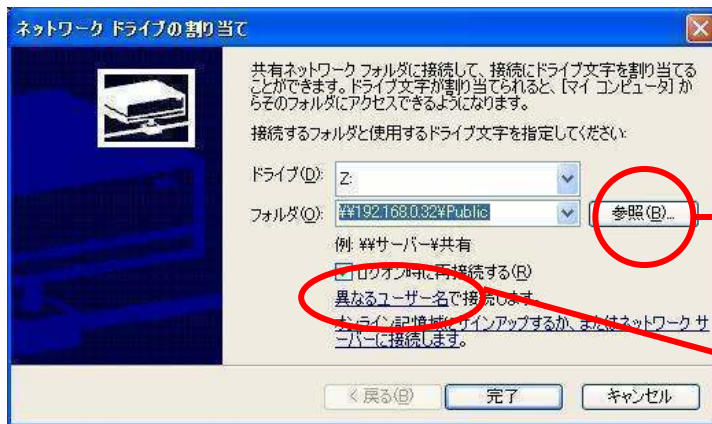 ネットワーク ドライブの割り当て
共有ネットワーク フォルダに接続して、接続にドライブ文字を割り当てる
ことができます。ドライブ文字が割り当てられると、[マイ コンピュータ] か
らそのフォルダにアクセスできるようになります。
接続するフォルダと使用するドライブ文字を指定してください:
ドライブ(D): Z:
フォルダ(O): ¥¥192.168.0.32¥Public 参照(B)...
例: ¥¥サーバー¥共有
ログオン時に再接続する(R)
異なるユーザー名で接続します。
オンライン記憶域にサインアップするか、またはネットワーク サ
ーバーに接続します。
< 戻る(B) 完了 キャンセル